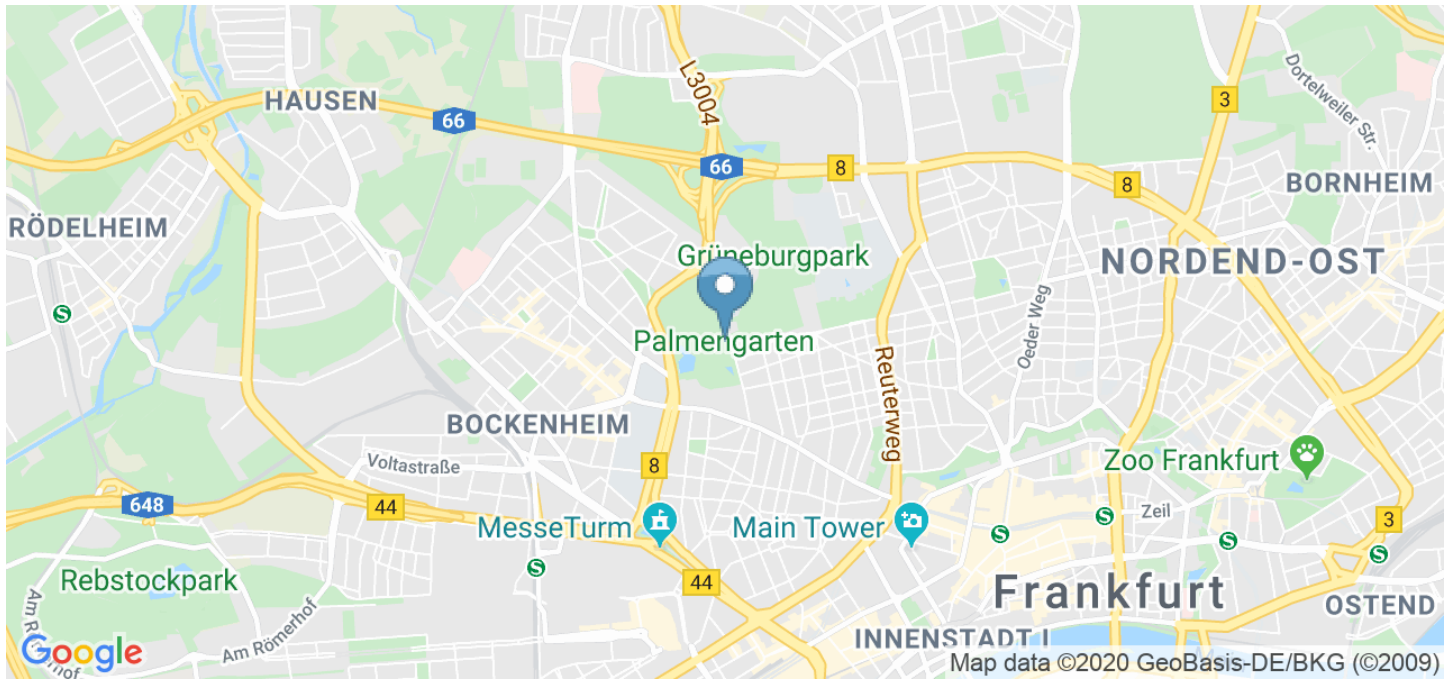 L3004
HAUSEN
66
3
Dortelweiler Str.
66
8
8
BORNHEIM
RÖDELHEIM
Grüneburgpark
NORDEND-OST
S
Oeder Weg
Palmengarten
Reuterweg
BOCKENHEIM
Voltastraße
8
Zoo Frankfurt
648
44
MesseTurm
Main Tower
S
S
Zeil
3
S
S
S
Rebstockpark
44
Frankfurt
OSTEND
Am Römerhof
Am Römerhof
INNENSTADT I
Google
Map data ©2020 GeoBasis-DE/BKG (©2009)